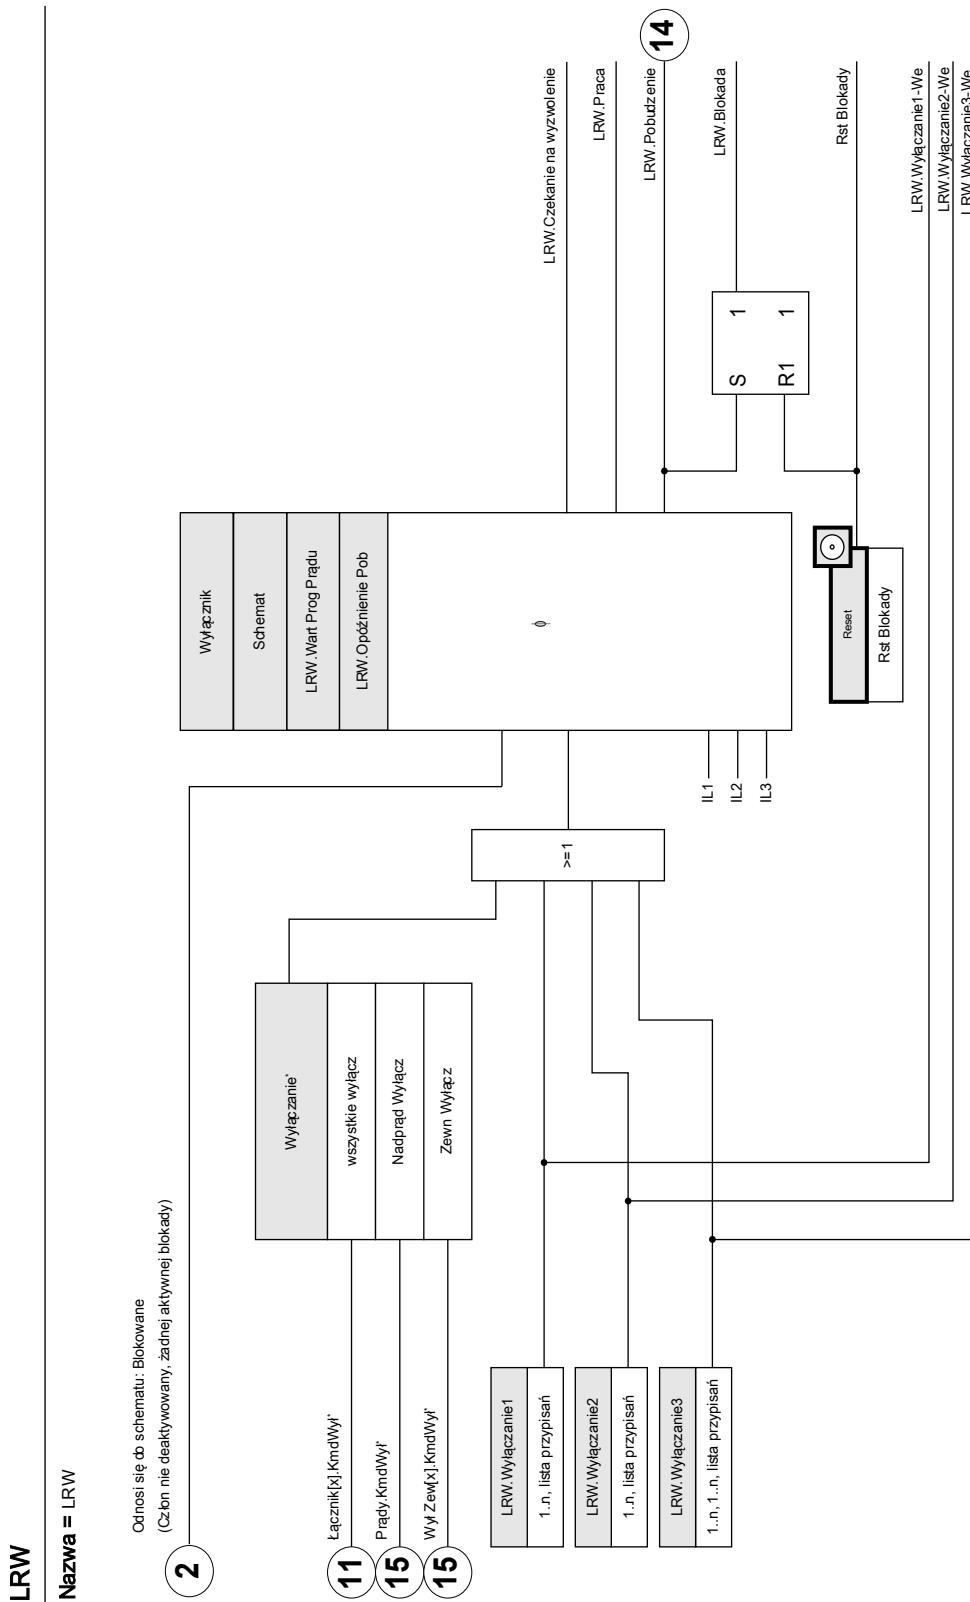 LRW
Nazwa = LRW
Odnosi się do schematu: Blokowane
(Człon nie deaktywowany, żadnej aktywnej blokady)
2
Łącznik[x].KmdWył*
11
Prądy.KmdWył*
15
Wył Zew[x].KmdWył*
15
Wyłączanie*
wszystkie wyłącz
Nadprąd Wyłącz
Zewn Wyłącz
LRW.Wyłączanie1
1..n, lista przypisań
LRW.Wyłączanie2
1..n, lista przypisań
LRW.Wyłączanie3
1..n, 1..n, lista przypisań
>=1
IL1
IL2
IL3
Wyłącznik
Schemat
LRW.Wart Prog Prądu
LRW.Opóźnienie Pob
ϕ
Reset
Rst Blokady
S 1
R1 1
LRW.Czekanie na wyzwolenie
LRW.Praca
LRW.Pobudzenie
14
LRW.Blokada
Rst Blokady
LRW.Wyłączanie1-We
LRW.Wyłączanie2-We
LRW.Wyłączanie3-We